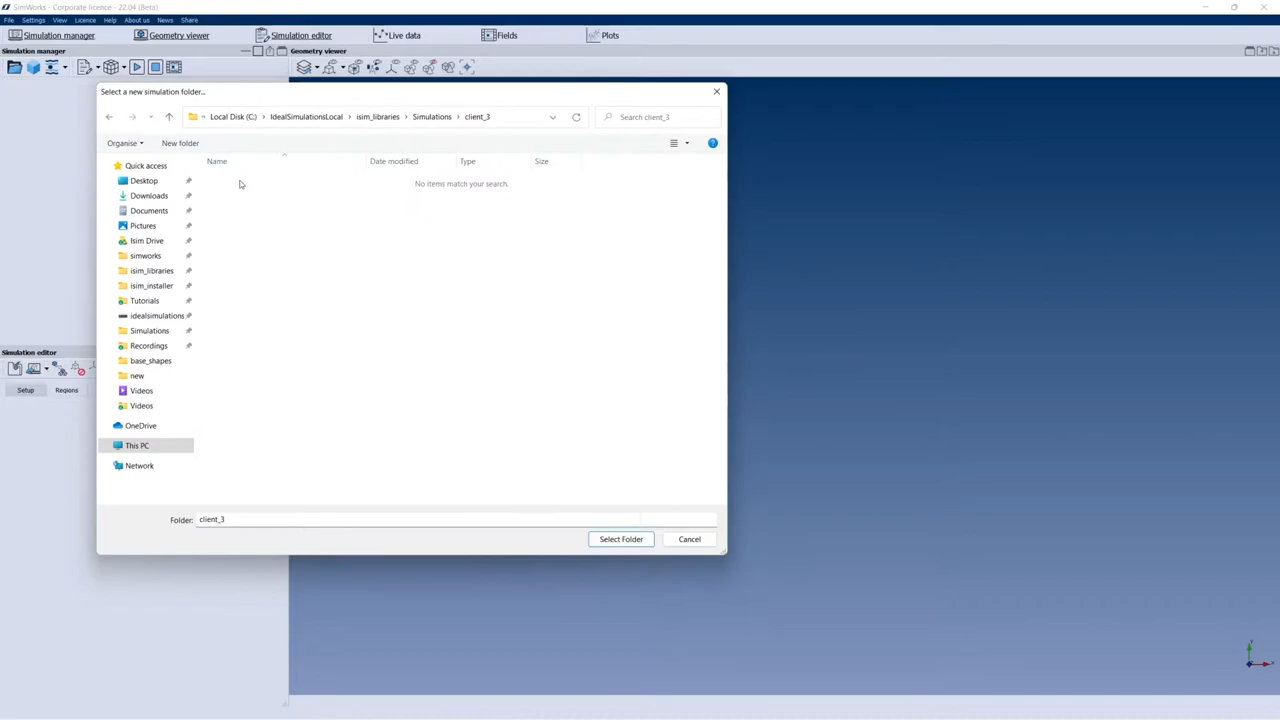 SimWorks - Corporate licence - 22.04 (Beta)
File Settings View Licence Help About us News Share
Simulation manager Geometry viewer Simulation editor Live data Fields Plots
Simulation manager Geometry viewer
Select a new simulation folder...
« Local Disk (C:) › IdealSimulationsLocal › isim_libraries › Simulations › client_3 Search client_3
Organise New folder
Name Date modified Type Size
No items match your search.
Quick access
Desktop
Downloads
Documents
Pictures
Isim Drive
simworks
isim_libraries
isim_installer
Tutorials
idealsimulations
Simulations
Recordings
base_shapes
new
Videos
Videos
OneDrive
This PC
Network
Simulation editor
Setup Regions
Folder: client_3
Select Folder Cancel